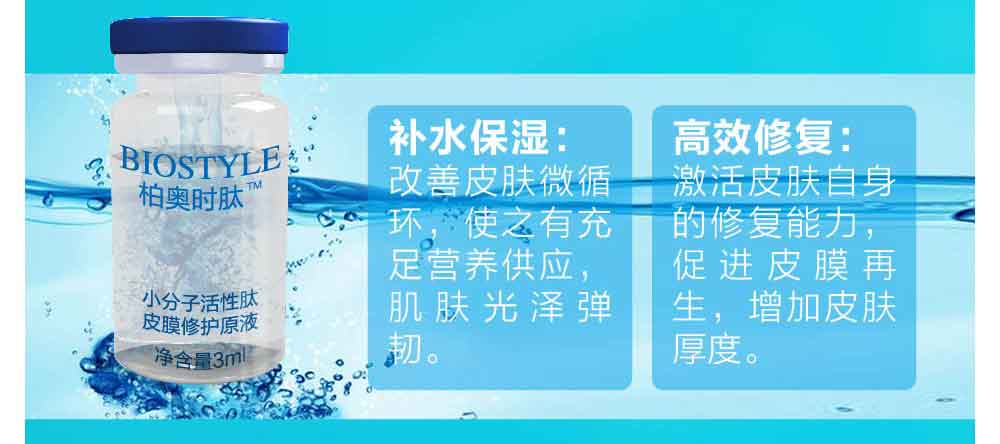 BIOSTYLE
柏奥时肽™
小分子活性肽
皮膜修护原液
净含量3ml
补水保湿：
改善皮肤微循
环，使之有充
足营养供应，
肌肤光泽弹
韧。
高效修复：
激活皮肤自身
的修复能力，
促进皮膜再
生，增加皮肤
厚度。